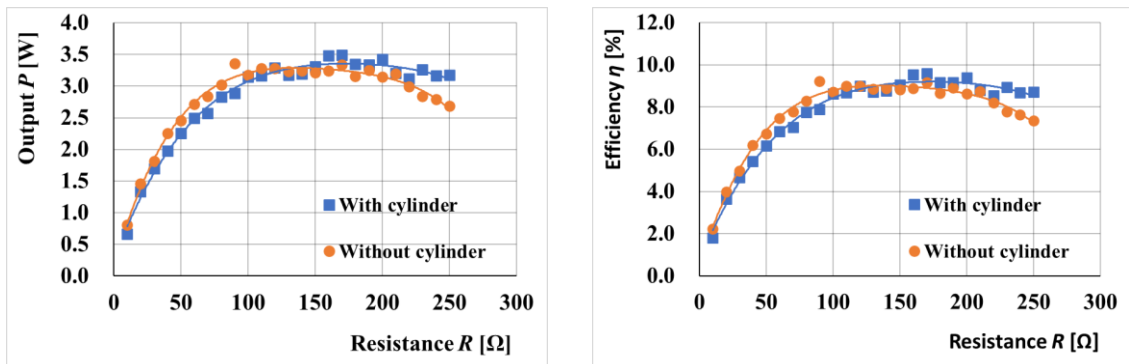 Output P [W]
4.0
3.5
3.0
2.5
2.0
1.5
1.0
0.5
0.0
With cylinder
Without cylinder
0 50 100 150 200 250 300
Resistance R [Ω]
Efficiency η [%]
12.0
10.0
8.0
6.0
4.0
2.0
0.0
With cylinder
Without cylinder
0 50 100 150 200 250 300
Resistance R [Ω]